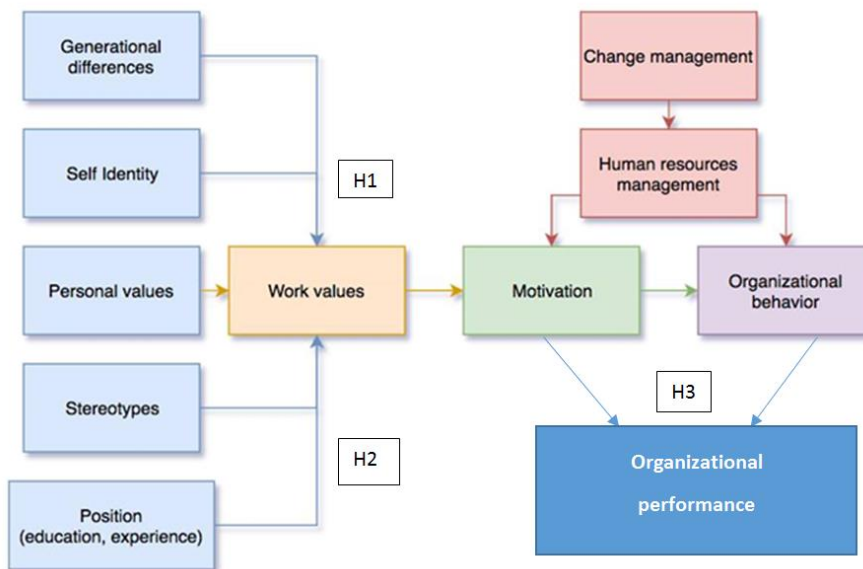 Generational
differences
Change management
Self Identity
H1
Human resources
management
Personal values
Work values
Motivation
Organizational
behavior
Stereotypes
H3
H2
Organizational
performance
Position
(education, experience)